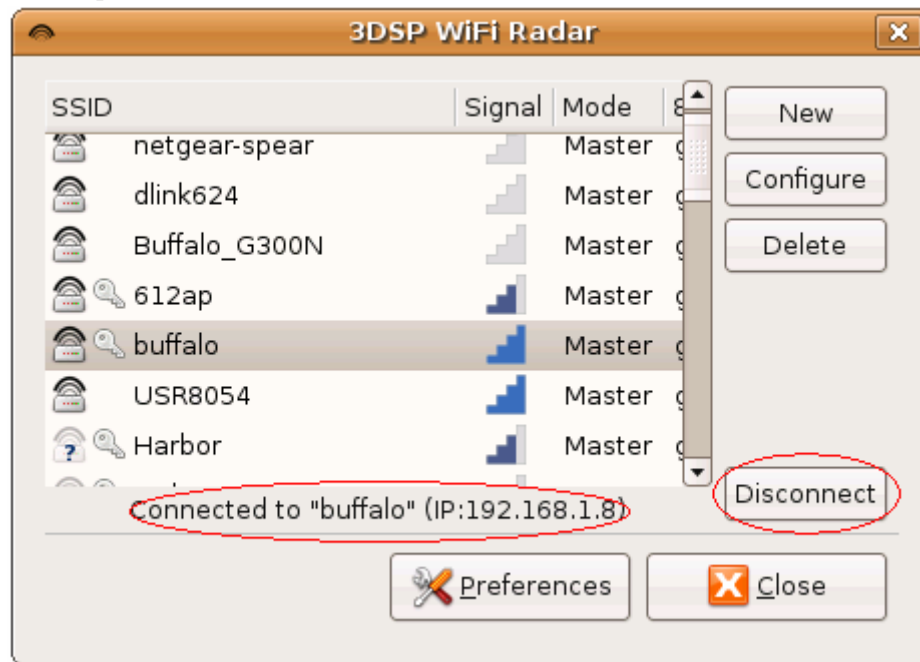 3DSP WiFi Radar
SSID Signal Mode
netgear-spear Master
dlink624 Master
Buffalo_G300N Master
612ap Master
buffalo Master
USR8054 Master
Harbor Master
New
Configure
Delete
Disconnect
Connected to "buffalo" (IP:192.168.1.8)
Preferences
Close